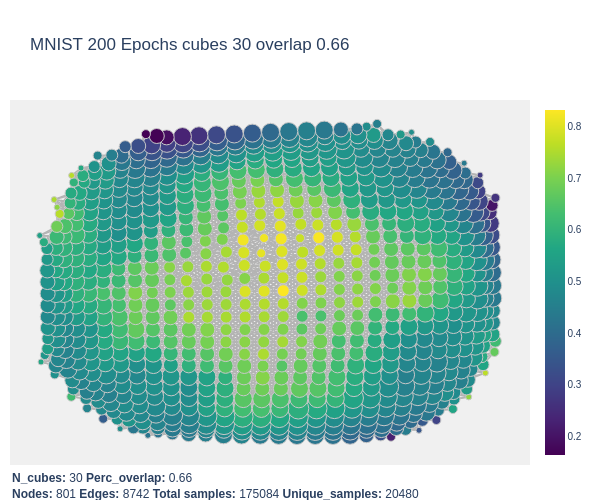 MNIST 200 Epochs cubes 30 overlap 0.66
0.8
0.7
0.6
0.5
0.4
0.3
0.2
N_cubes: 30 Perc_overlap: 0.66
Nodes: 801 Edges: 8742 Total samples: 175084 Unique_samples: 20480